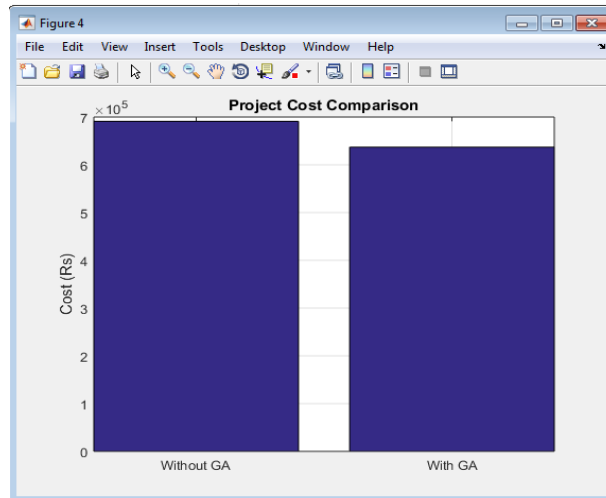 Figure 4
File Edit View Insert Tools Desktop Window Help
Project Cost Comparison
× 10^5
7
6
5
4
3
2
1
0
Cost (Rs)
Without GA With GA